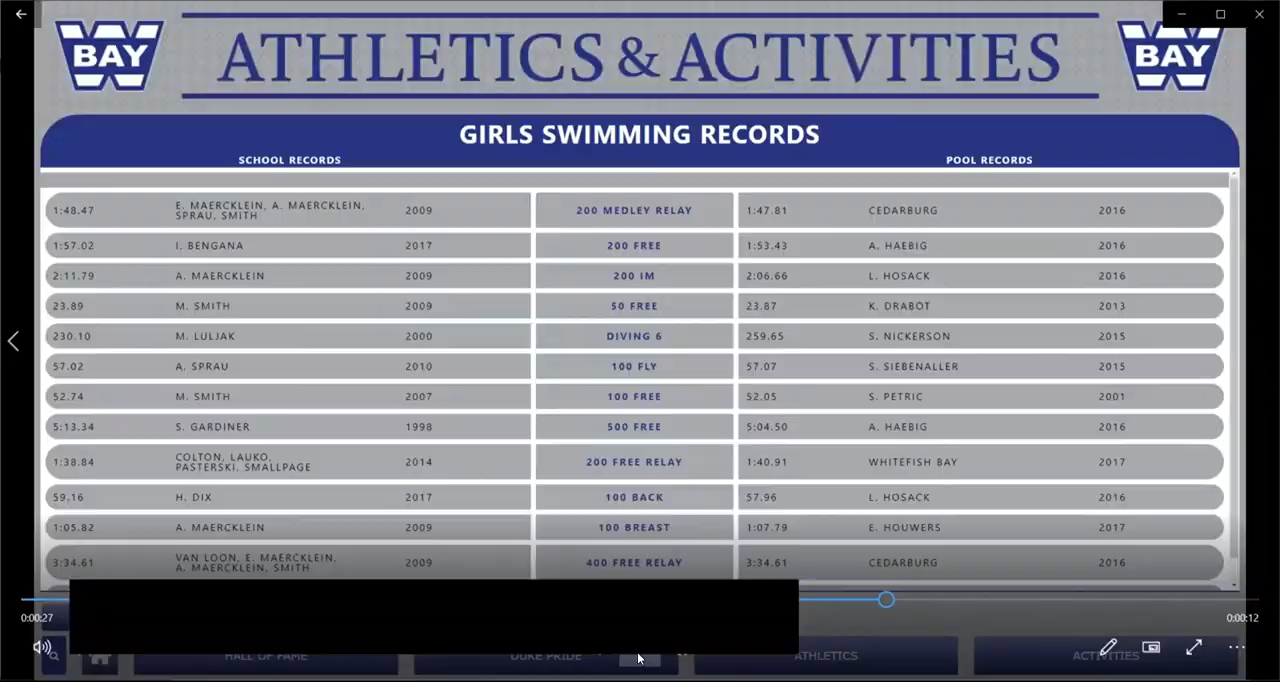 BAY
ATHLETICS & ACTIVITIES
BAY
GIRLS SWIMMING RECORDS
SCHOOL RECORDS
POOL RECORDS
1:48.47 E. MAERCKLEIN, A. MAERCKLEIN, SPRAU, SMITH 2009 200 MEDLEY RELAY 1:47.81 CEDARBURG 2016
1:57.02 I. BENGANA 2017 200 FREE 1:53.43 A. HAEBIG 2016
2:11.79 A. MAERCKLEIN 2009 200 IM 2:06.66 L. HOSACK 2016
23.89 M. SMITH 2009 50 FREE 23.87 K. DRABOT 2013
230.10 M. LULJAK 2000 DIVING 6 259.65 S. NICKERSON 2015
57.02 A. SPRAU 2010 100 FLY 57.07 S. SIEBENALLER 2015
52.74 M. SMITH 2007 100 FREE 52.05 S. PETRIC 2001
5:13.34 S. GARDINER 1998 500 FREE 5:04.50 A. HAEBIG 2016
1:38.84 COLTON, LAUKO, PASTERSKI, SMALLPAGE 2014 200 FREE RELAY 1:40.91 WHITEFISH BAY 2017
59.16 H. DIX 2017 100 BACK 57.96 L. HOSACK 2016
1:05.82 A. MAERCKLEIN 2009 100 BREAST 1:07.79 E. HOUWERS 2017
3:34.61 VAN LOON, E. MAERCKLEIN, A. MAERCKLEIN, SMITH 2009 400 FREE RELAY 3:34.61 CEDARBURG 2016
0:00:27
0:00:12
HALL OF FAME
DUKE PRIDE
ATHLETICS
ACTIVITIES